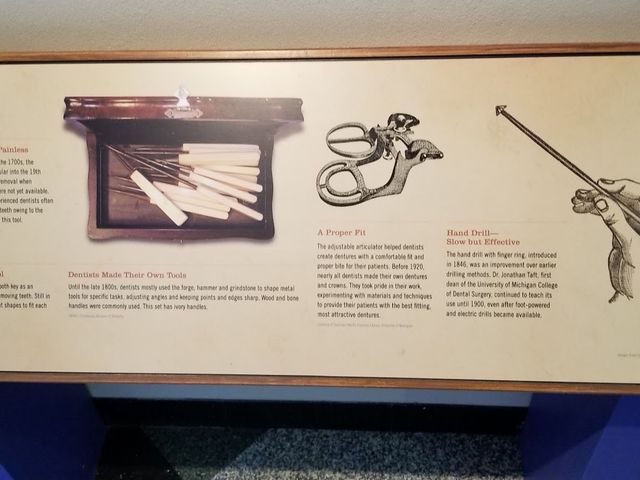 Painless
the 1700s, the
ular into the 19th
emoval when
re not yet available.
erienced dentists often
teeth owing to the
this tool.
ol
ooth key as an
moving teeth. Still in
t shapes to fit each
Dentists Made Their Own Tools
Until the late 1800s, dentists mostly used the forge, hammer and grindstone to shape metal
tools for specific tasks, adjusting angles and keeping points and edges sharp. Wood and bone
handles were commonly used. This set has ivory handles.
A Proper Fit
The adjustable articulator helped dentists
create dentures with a comfortable fit and
proper bite for their patients. Before 1920,
nearly all dentists made their own dentures
and crowns. They took pride in their work,
experimenting with materials and techniques
to provide their patients with the best fitting,
most attractive dentures.
Hand Drill—
Slow but Effective
The hand drill with finger ring, introduced
in 1846, was an improvement over earlier
drilling methods. Dr. Jonathan Taft, first
dean of the University of Michigan College
of Dental Surgery, continued to teach its
use until 1900, even after foot-powered
and electric drills became available.